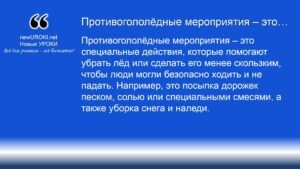 Противогололёдные мероприятия – это…
newUROKI.net
Новые УРОКИ
Всё для учителя – всё бесплатно!
Противогололёдные мероприятия – это
специальные действия, которые помогают
убрать лёд или сделать его менее скользким,
чтобы люди могли безопасно ходить и не
падать. Например, это посыпка дорожек
песком, солью или специальными смесями, а
также уборка снега и наледи.